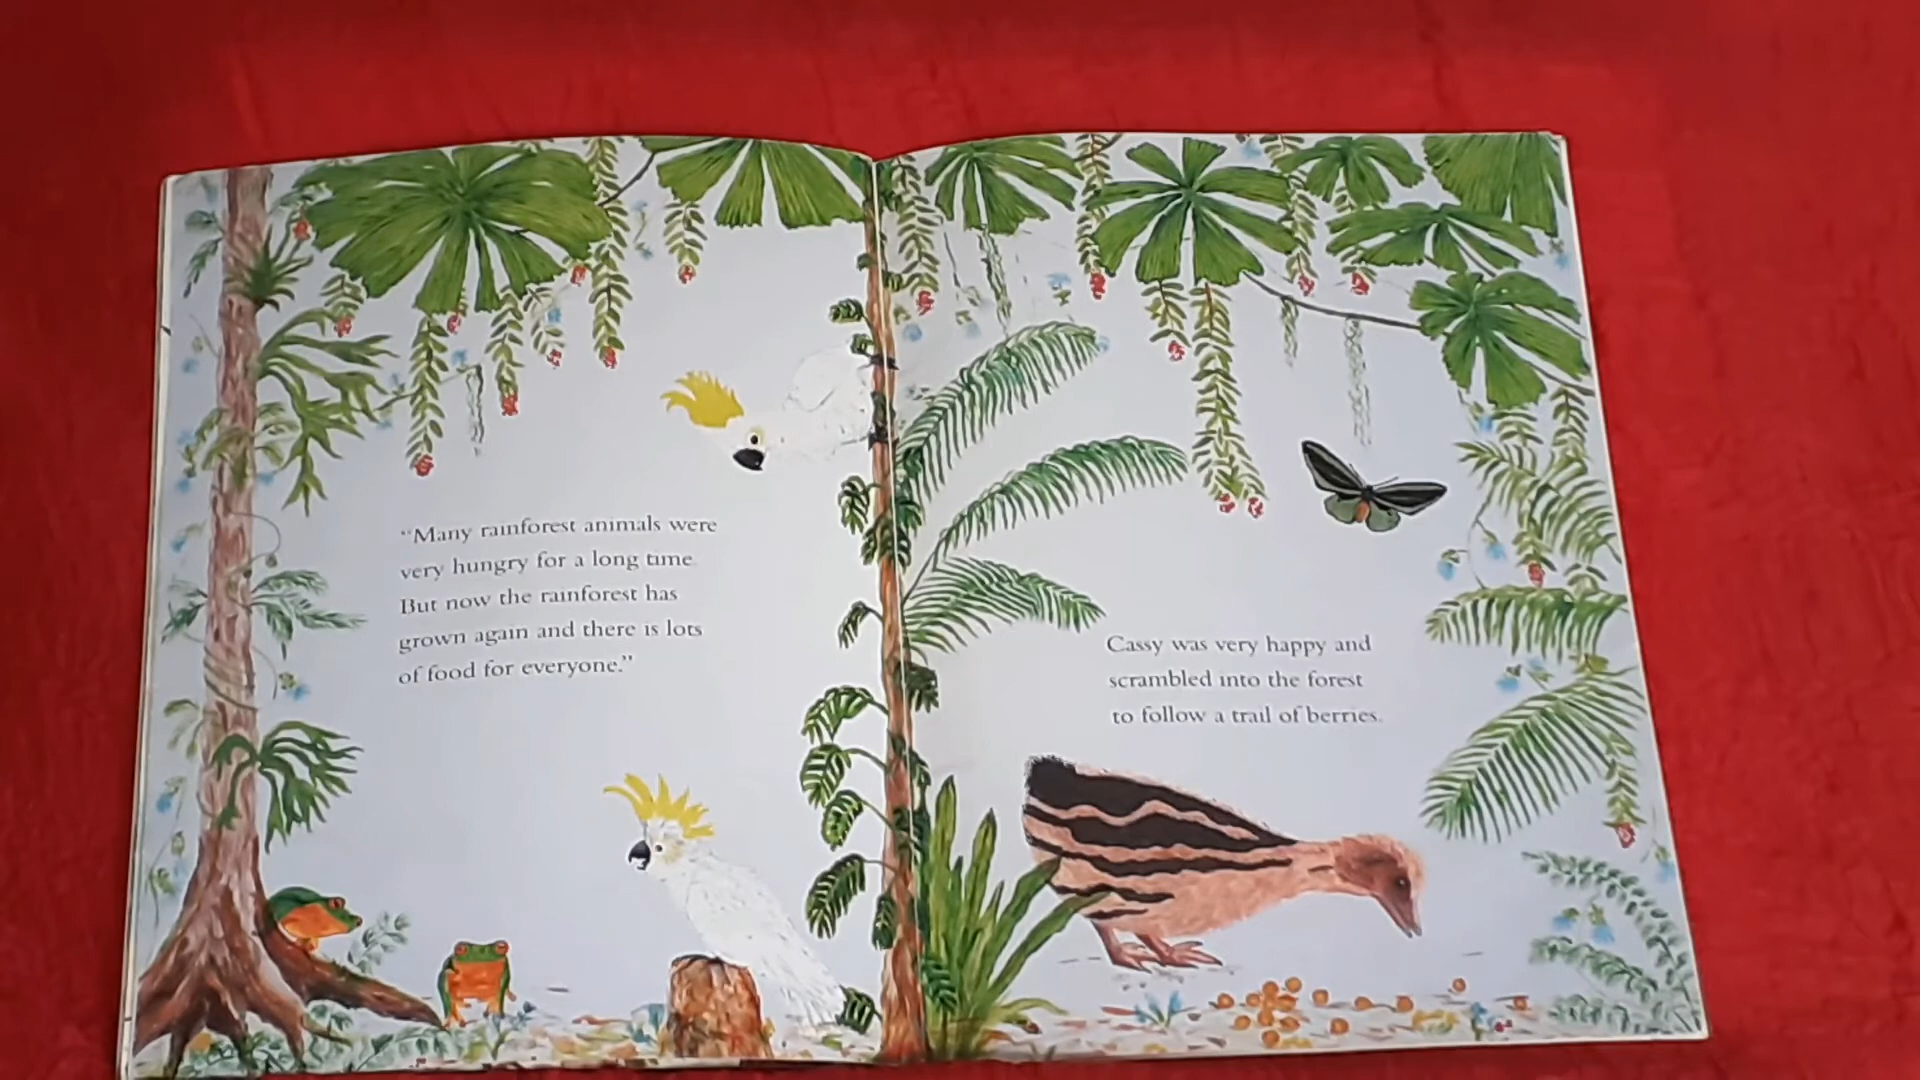 "Many rainforest animals were
very hungry for a long time.
But now the rainforest has
grown again and there is lots
of food for everyone."
Cassy was very happy and
scrambled into the forest
to follow a trail of berries.